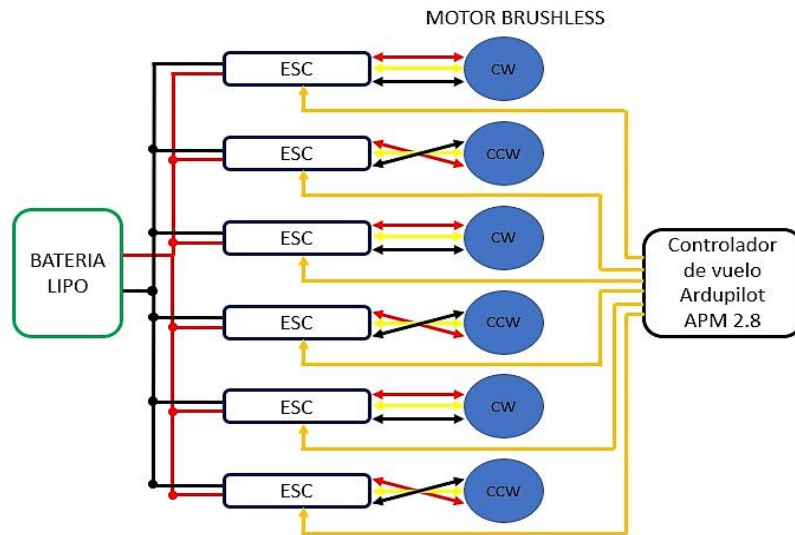 MOTOR BRUSHLESS
ESC
CW
ESC
CCW
ESC
CW
BATERIA
LIPO
Controlador
de vuelo
Ardupilot
APM 2.8
ESC
CCW
ESC
CW
ESC
CCW